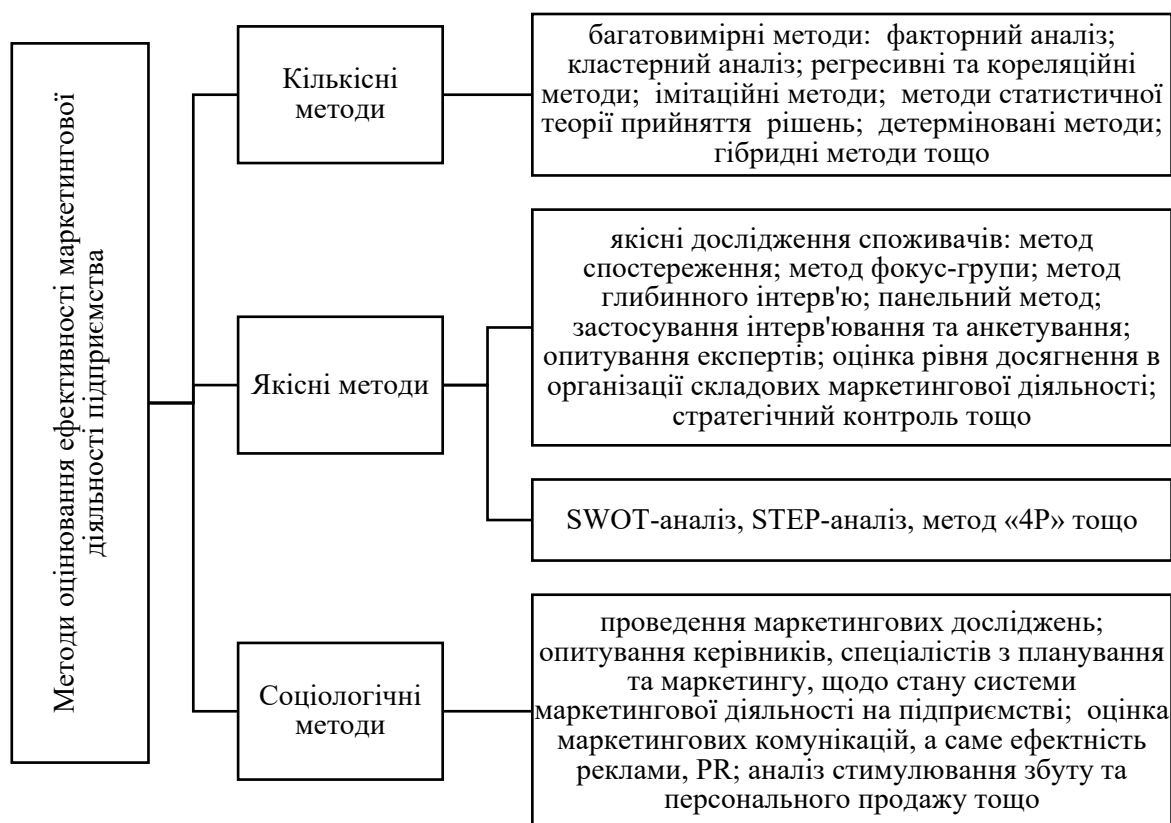 Методи оцінювання ефективності маркетингової
діяльності підприємства
Кількісні
методи
багатовимірні методи:  факторний аналіз;
кластерний аналіз; регресивні та кореляційні
методи;  імітаційні методи;  методи статистичної
теорії прийняття  рішень;  детерміновані методи;
гібридні методи тощо
Якісні методи
якісні дослідження споживачів: метод
спостереження; метод фокус-групи; метод
глибинного інтерв'ю; панельний метод;
застосування інтерв'ювання та анкетування;
опитування експертів; оцінка рівня досягнення в
організації складових маркетингової діяльності;
стратегічний контроль тощо
SWOT-аналіз, STEP-аналіз, метод «4Р» тощо
Соціологічні
методи
проведення маркетингових досліджень;
опитування керівників, спеціалістів з планування
та маркетингу, щодо стану системи
маркетингової діяльності на підприємстві;  оцінка
маркетингових комунікацій, а саме ефектність
реклами, PR; аналіз стимулювання збуту та
персонального продажу тощо